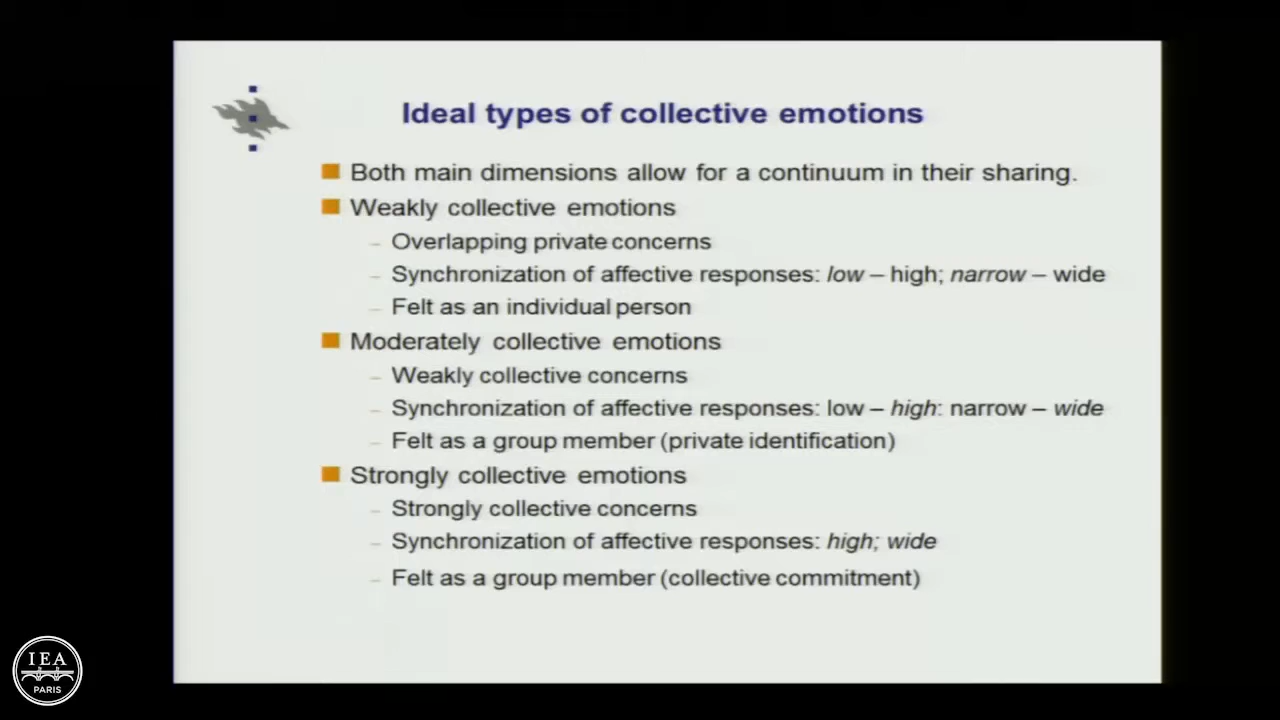 Ideal types of collective emotions
Both main dimensions allow for a continuum in their sharing.
Weakly collective emotions
– Overlapping private concerns
– Synchronization of affective responses: low – high; narrow – wide
– Felt as an individual person
Moderately collective emotions
– Weakly collective concerns
– Synchronization of affective responses: low – high: narrow – wide
– Felt as a group member (private identification)
Strongly collective emotions
– Strongly collective concerns
– Synchronization of affective responses: high; wide
– Felt as a group member (collective commitment)
IEA
PARIS